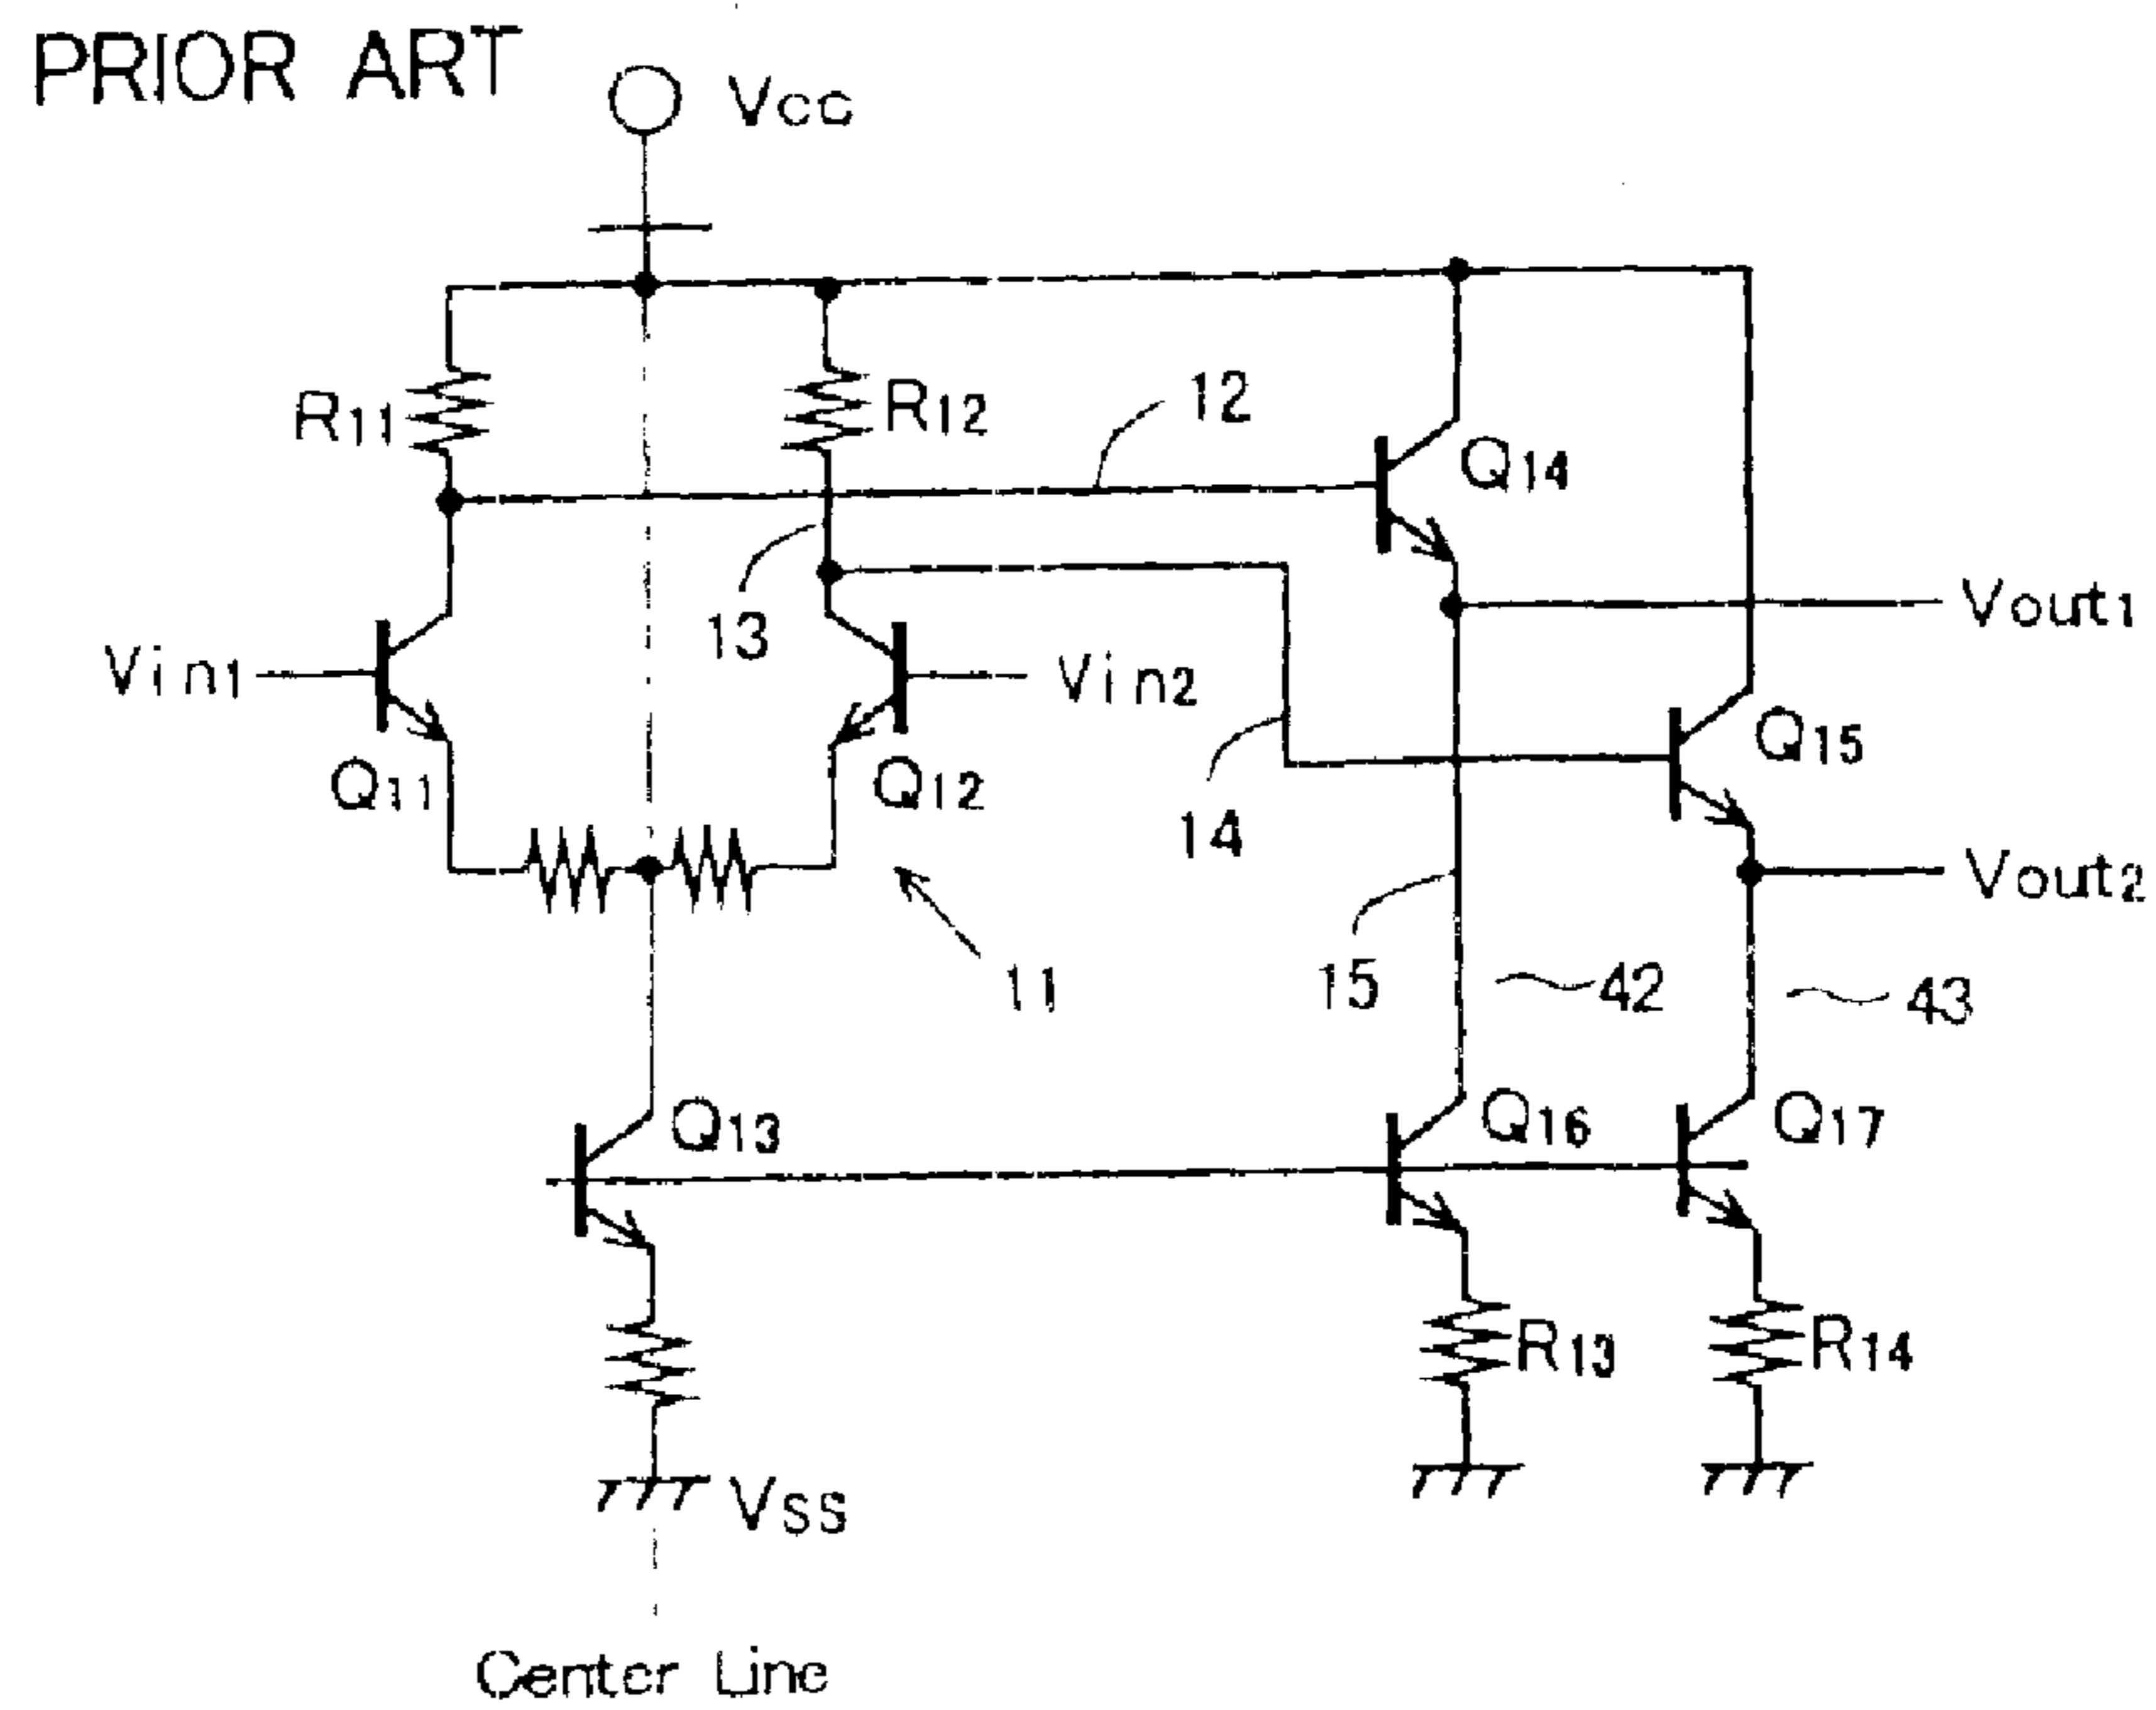 PRIOR ART
Vcc
R11
R12
12
Q14
13
Vout1
Vin1
Vin2
Q15
Q11
Q12
14
Vout2
11
15
42
43
Q13
Q16
Q17
R13
R14
Vss
Center Line